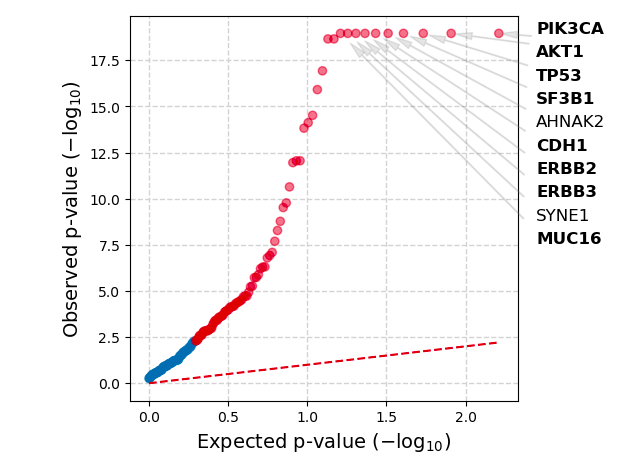 PIK3CA
AKT1
TP53
SF3B1
AHNAK2
CDH1
ERBB2
ERBB3
SYNE1
MUC16
17.5
15.0
12.5
10.0
7.5
5.0
2.5
0.0
Observed p-value (−log₁₀)
0.0 0.5 1.0 1.5 2.0
Expected p-value (−log₁₀)